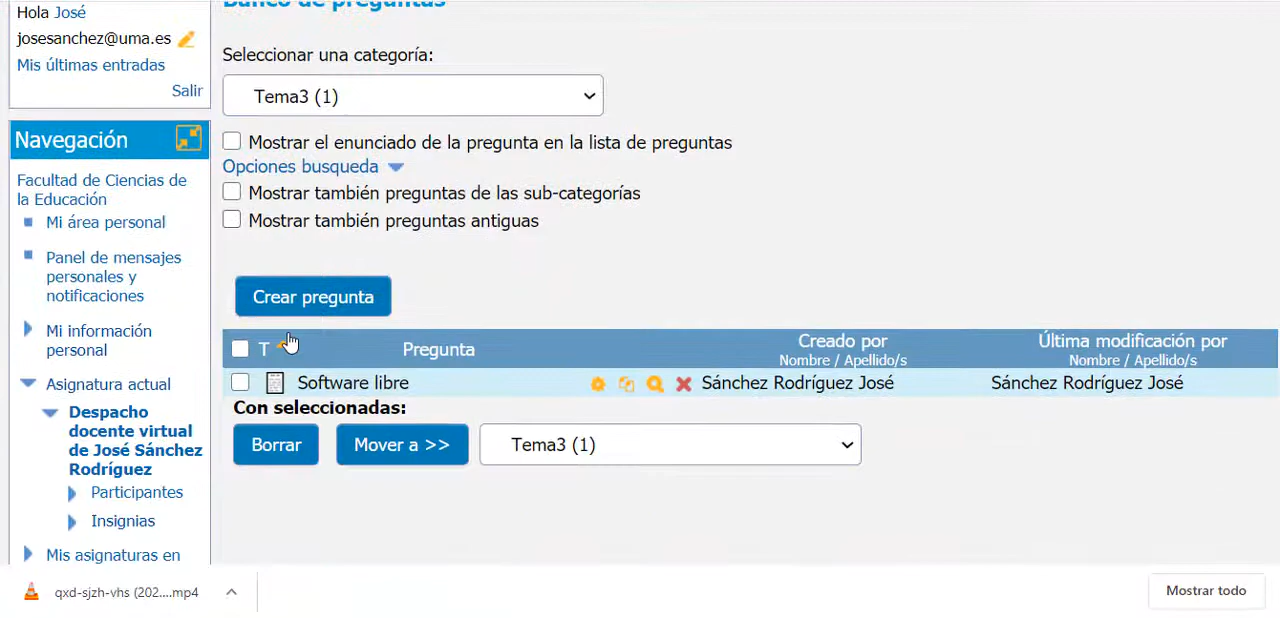 Hola José
josesanchez@uma.es
Mis últimas entradas
Salir
Navegación
Facultad de Ciencias de
la Educación
Mi área personal
Panel de mensajes
personales y
notificaciones
Mi información
personal
Asignatura actual
Despacho
docente virtual
de José Sánchez
Rodríguez
Participantes
Insignias
Mis asignaturas en
Banco de preguntas
Seleccionar una categoría:
Tema3 (1)
Mostrar el enunciado de la pregunta en la lista de preguntas
Opciones busqueda
Mostrar también preguntas de las sub-categorías
Mostrar también preguntas antiguas
Crear pregunta
T Pregunta Creado por Última modificación por
Nombre / Apellido/s Nombre / Apellido/s
Software libre Sánchez Rodríguez José Sánchez Rodríguez José
Con seleccionadas:
Borrar Mover a >> Tema3 (1)
qxd-sjzh-vhs (202....mp4 Mostrar todo